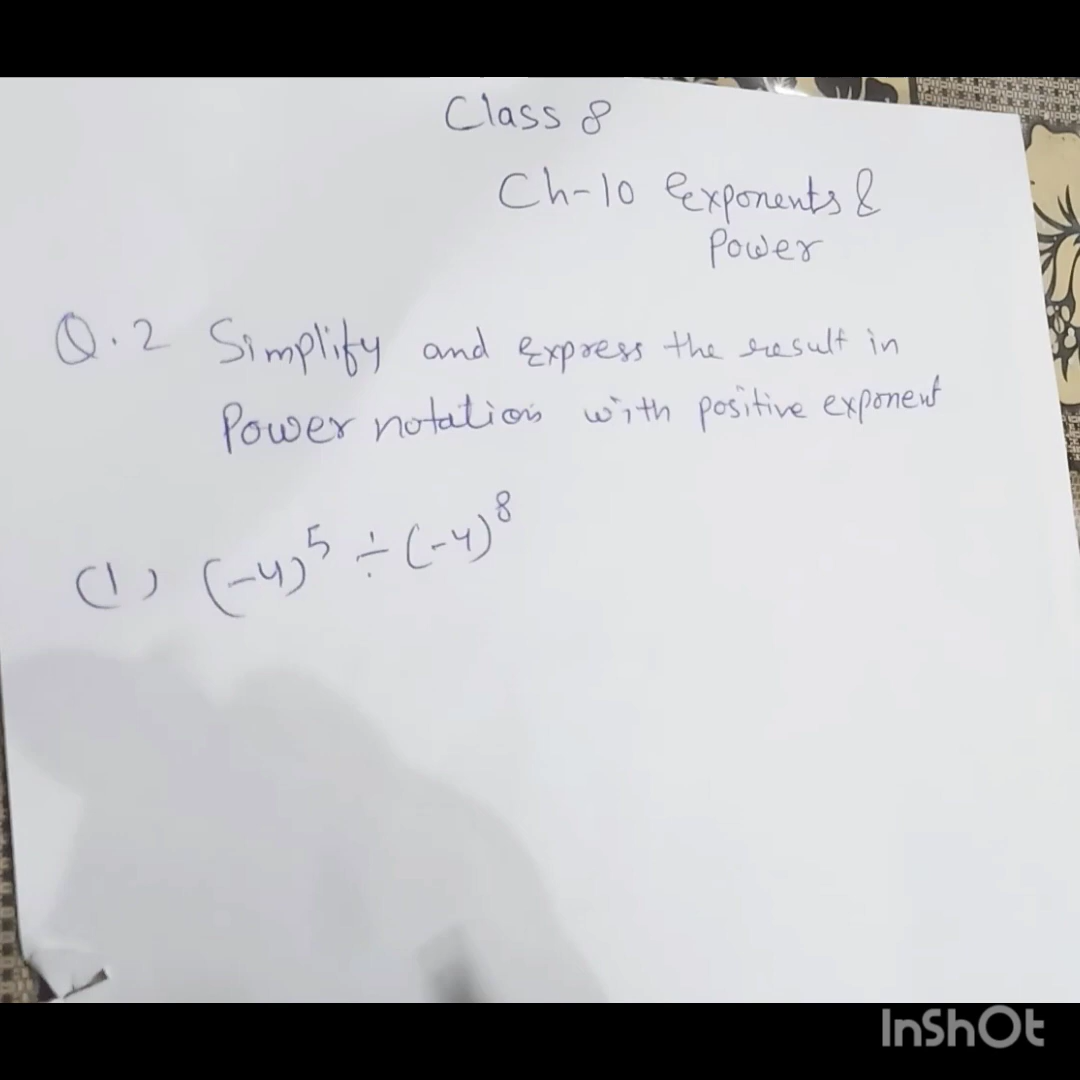 Class 8
Ch-10 Exponents &
Power
Q.2 Simplify and Express the result in
Power notation with positive exponent
(1) (-4)⁵ ÷ (-4)⁸
InShOt